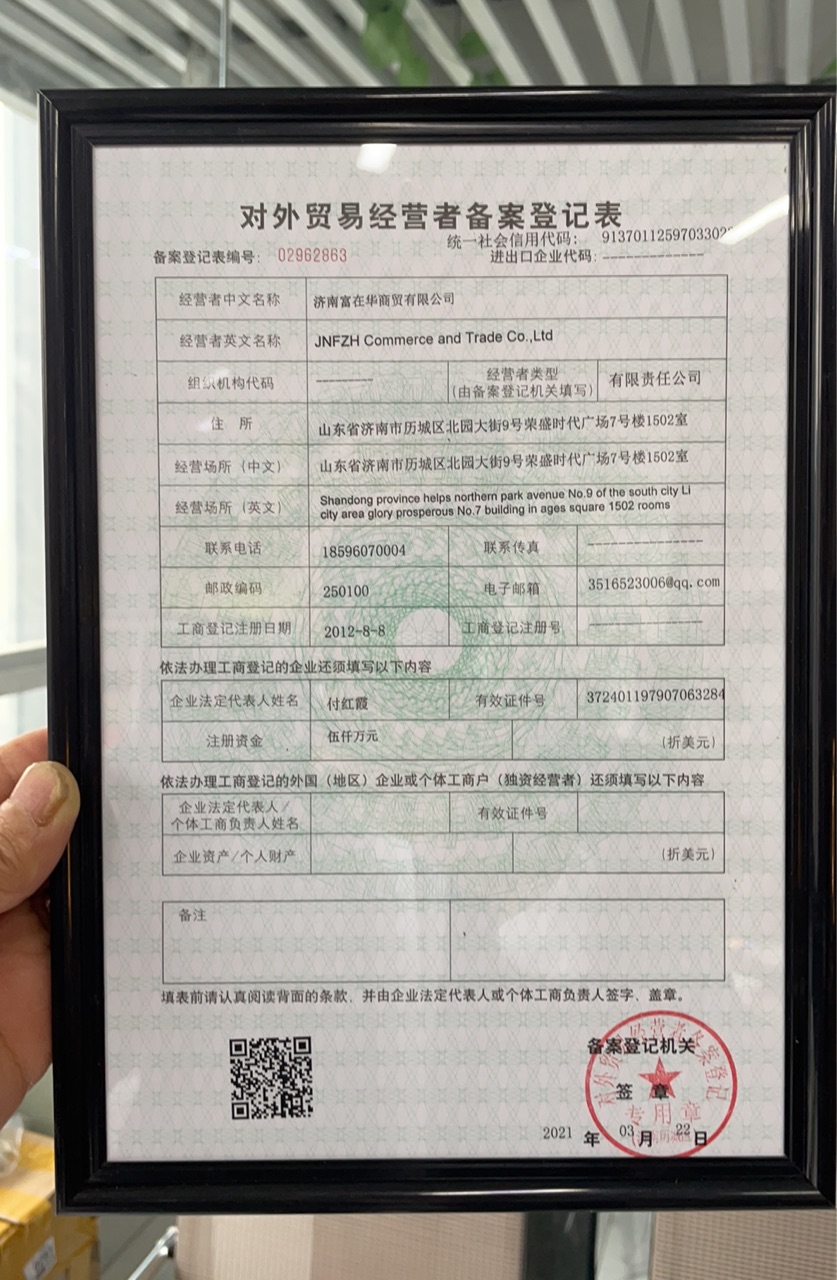 对外贸易经营者备案登记表
统一社会信用代码: 91370112597033029
备案登记表编号: 02962863
进出口企业代码: -------------
经营者中文名称 济南富在华商贸有限公司
经营者英文名称 JNFZH Commerce and Trade Co.,Ltd
组织机构代码 --------- 经营者类型
(由备案登记机关填写) 有限责任公司
住 所 山东省济南市历城区北园大街9号荣盛时代广场7号楼1502室
经营场所 (中文) 山东省济南市历城区北园大街9号荣盛时代广场7号楼1502室
经营场所 (英文) Shandong province helps northern park avenue No.9 of the south city Li
city area glory prosperous No.7 building in ages square 1502 rooms
联系电话 18596070004 联系传真 ---------------
邮政编码 250100 电子邮箱 3516523006@qq.com
工商登记注册日期 2012-8-8 工商登记注册号 ---------------
依法办理工商登记的企业还须填写以下内容
企业法定代表人姓名 付红霞 有效证件号 372401197907063284
注册资金 伍仟万元 (折美元)
依法办理工商登记的外国(地区)企业或个体工商户(独资经营者)还须填写以下内容
企业法定代表人/
个体工商负责人姓名 有效证件号
企业资产/个人财产 (折美元)
备注
填表前请认真阅读背面的条款, 并由企业法定代表人或个体工商负责人签字、盖章。
备案登记机关
签 章
专用章
2021 年 03 月 22 日